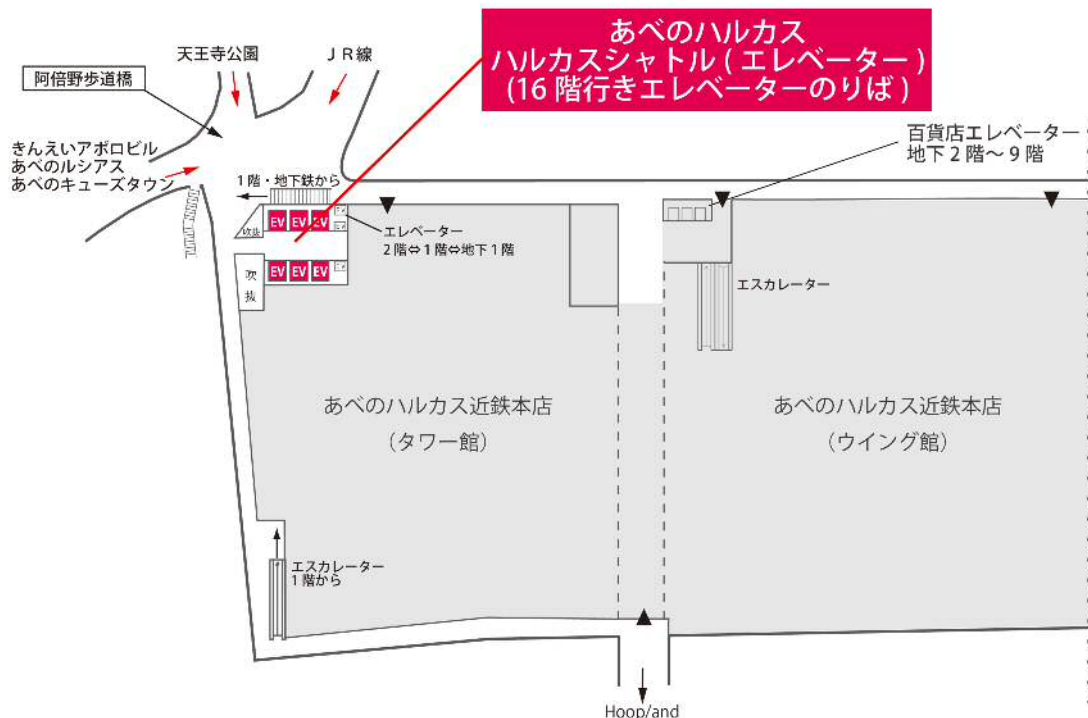 天王寺公園
JR線
阿倍野歩道橋
あべのハルカス
ハルカスシャトル(エレベーター)
(16階行きエレベーターのりば)
きんえいアポロビル
あべのルシアス
あべのキューズタウン
百貨店エレベーター
地下2階～9階
1階・地下鉄から
吹抜
EV EV EV
EV
EV
エレベーター
2階⇔1階⇔地下1階
吹抜
EV EV EV
EV
エスカレーター
あべのハルカス近鉄本店
(タワー館)
あべのハルカス近鉄本店
(ウイング館)
エスカレーター
1階から
Hoop/and